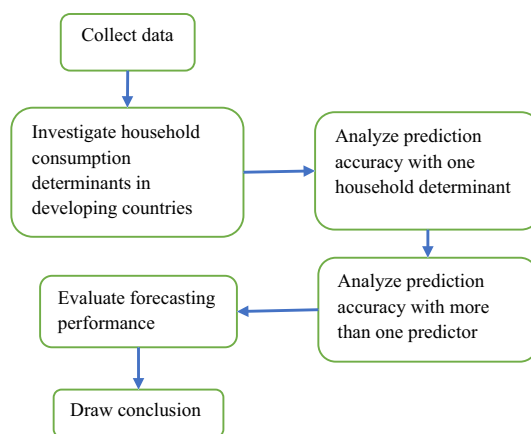 Collect data
Investigate household
consumption
determinants in
developing countries
Analyze prediction
accuracy with one
household determinant
Analyze prediction
accuracy with more
than one predictor
Evaluate forecasting
performance
Draw conclusion